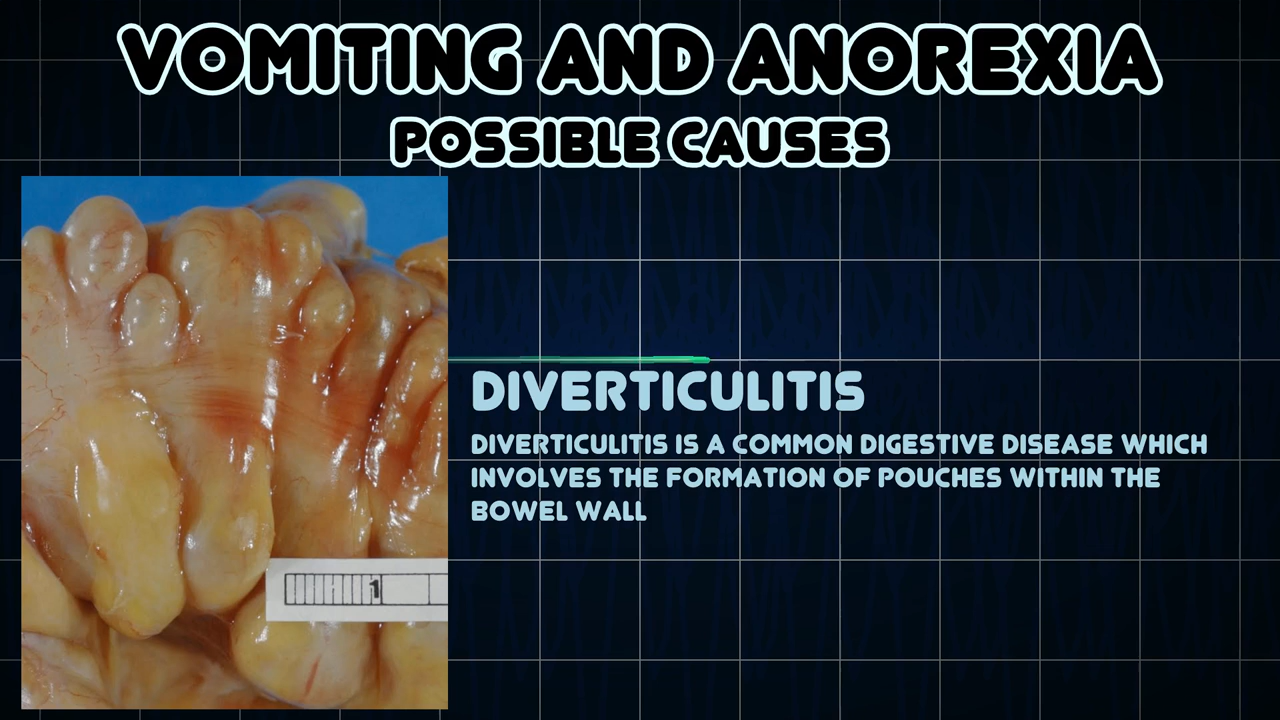 VOMITING AND ANOREXIA
POSSIBLE CAUSES
DIVERTICULITIS
DIVERTICULITIS IS A COMMON DIGESTIVE DISEASE WHICH
INVOLVES THE FORMATION OF POUCHES WITHIN THE
BOWEL WALL
1